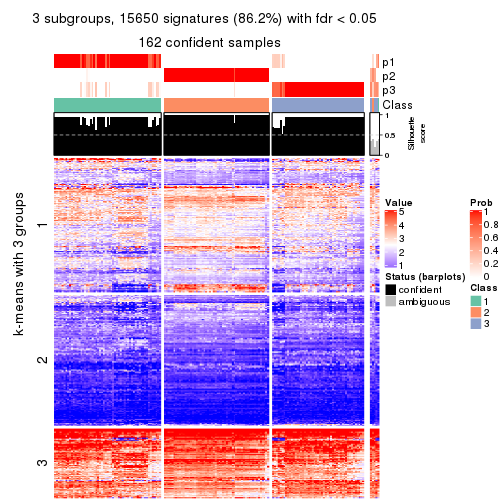 3 subgroups, 15650 signatures (86.2%) with fdr < 0.05
162 confident samples
p1
p2
p3
Class
1
0.5
0
Silhouette
score
k-means with 3 groups
1
2
3
Value
5
4
3
2
1
Prob
1
0.8
0.6
0.4
0.2
0
Status (barplots)
confident
ambiguous
Class
1
2
3